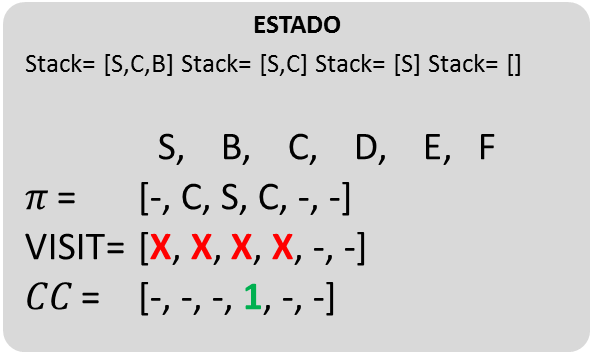 ESTADO
Stack= [S,C,B] Stack= [S,C] Stack= [S] Stack= []
S, B, C, D, E, F
π = [-, C, S, C, -, -]
VISIT= [X, X, X, X, -, -]
CC = [-, -, -, 1, -, -]